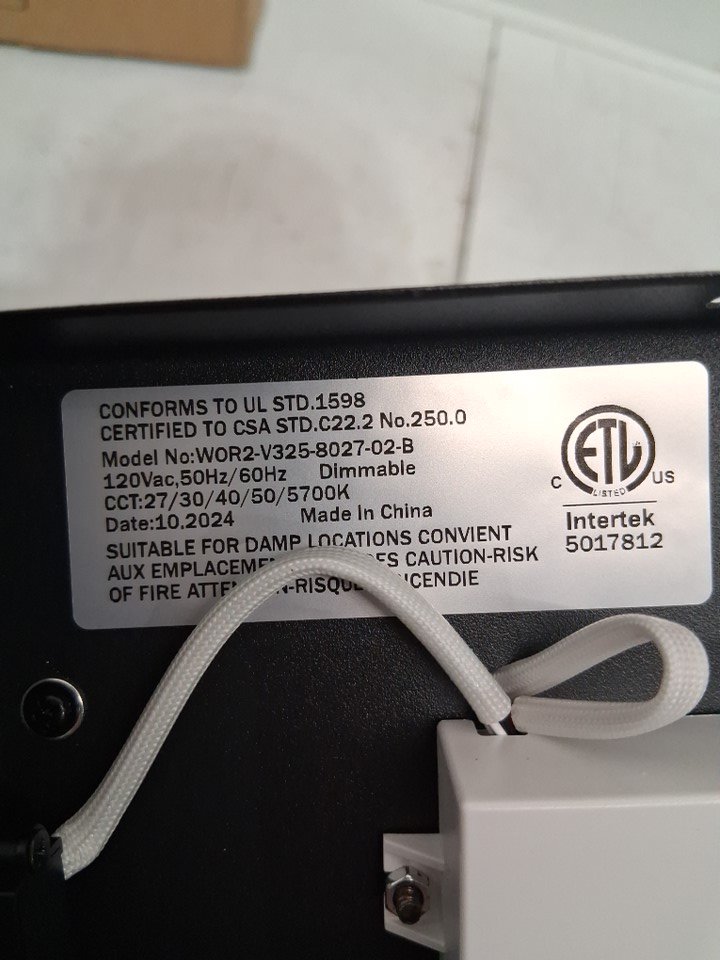 CONFORMS TO UL STD.1598
CERTIFIED TO CSA STD.C22.2 No.250.0
Model No:WOR2-V325-8027-02-B
120Vac,50Hz/60Hz Dimmable
CCT:27/30/40/50/5700K
Date:10.2024 Made In China
SUITABLE FOR DAMP LOCATIONS CONVIENT
AUX CAUTION-RISK
OF FIRE
ETL
C US
LISTED
Intertek
5017812